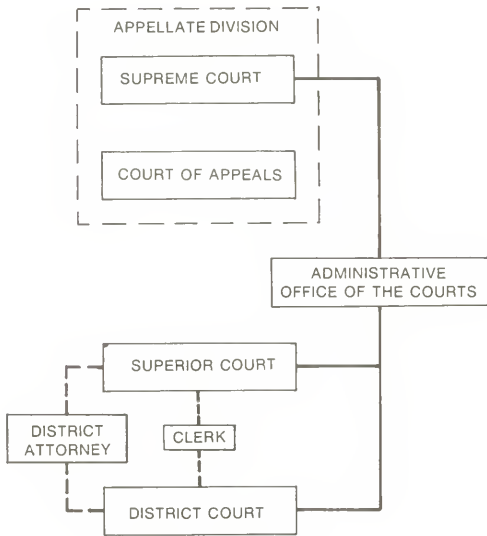 APPELLATE DIVISION
SUPREME COURT
COURT OF APPEALS
ADMINISTRATIVE
OFFICE OF THE COURTS
SUPERIOR COURT
DISTRICT
ATTORNEY
CLERK
DISTRICT COURT